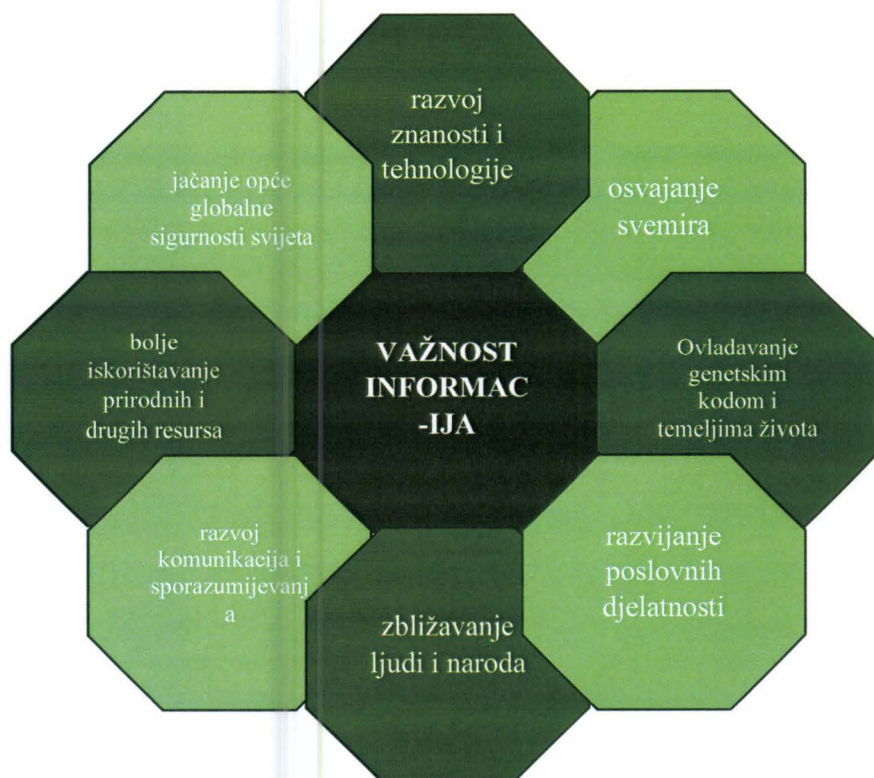 razvoj
znanosti i
tehnologije
osvajanje
svemira
Ovladavanje
genetskim
kodom i
temeljima života
razvijanje
poslovnih
djelatnosti
zbližavanje
ljudi i naroda
razvoj
komunikacija i
sporazumijevanj
a
bolje
iskorištavanje
prirodnih i
drugih resursa
jačanje opće
globalne
sigurnosti svijeta
VAŽNOST
INFORMAC
-IJA